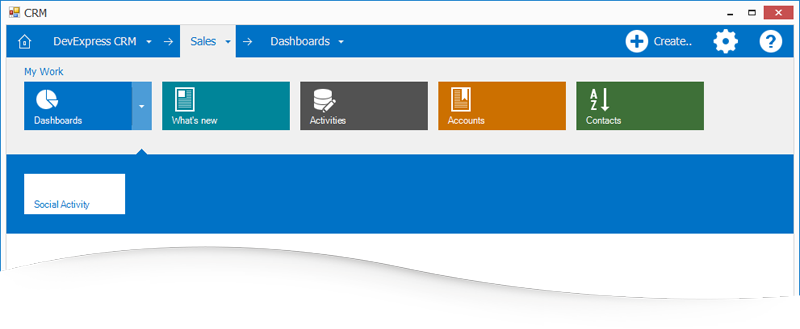 CRM
DevExpress CRM Sales Dashboards Create..
My Work
Dashboards What's new Activities Accounts Contacts
Social Activity